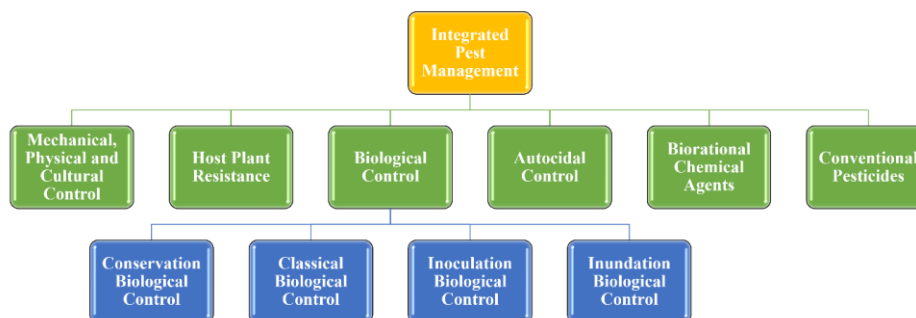 Integrated
Pest
Management
Mechanical,
Physical and
Cultural Control
Host Plant
Resistance
Biological
Control
Autocidal
Control
Biorational
Chemical
Agents
Conventional
Pesticides
Conservation
Biological
Control
Classical
Biological
Control
Inoculation
Biological
Control
Inundation
Biological
Control